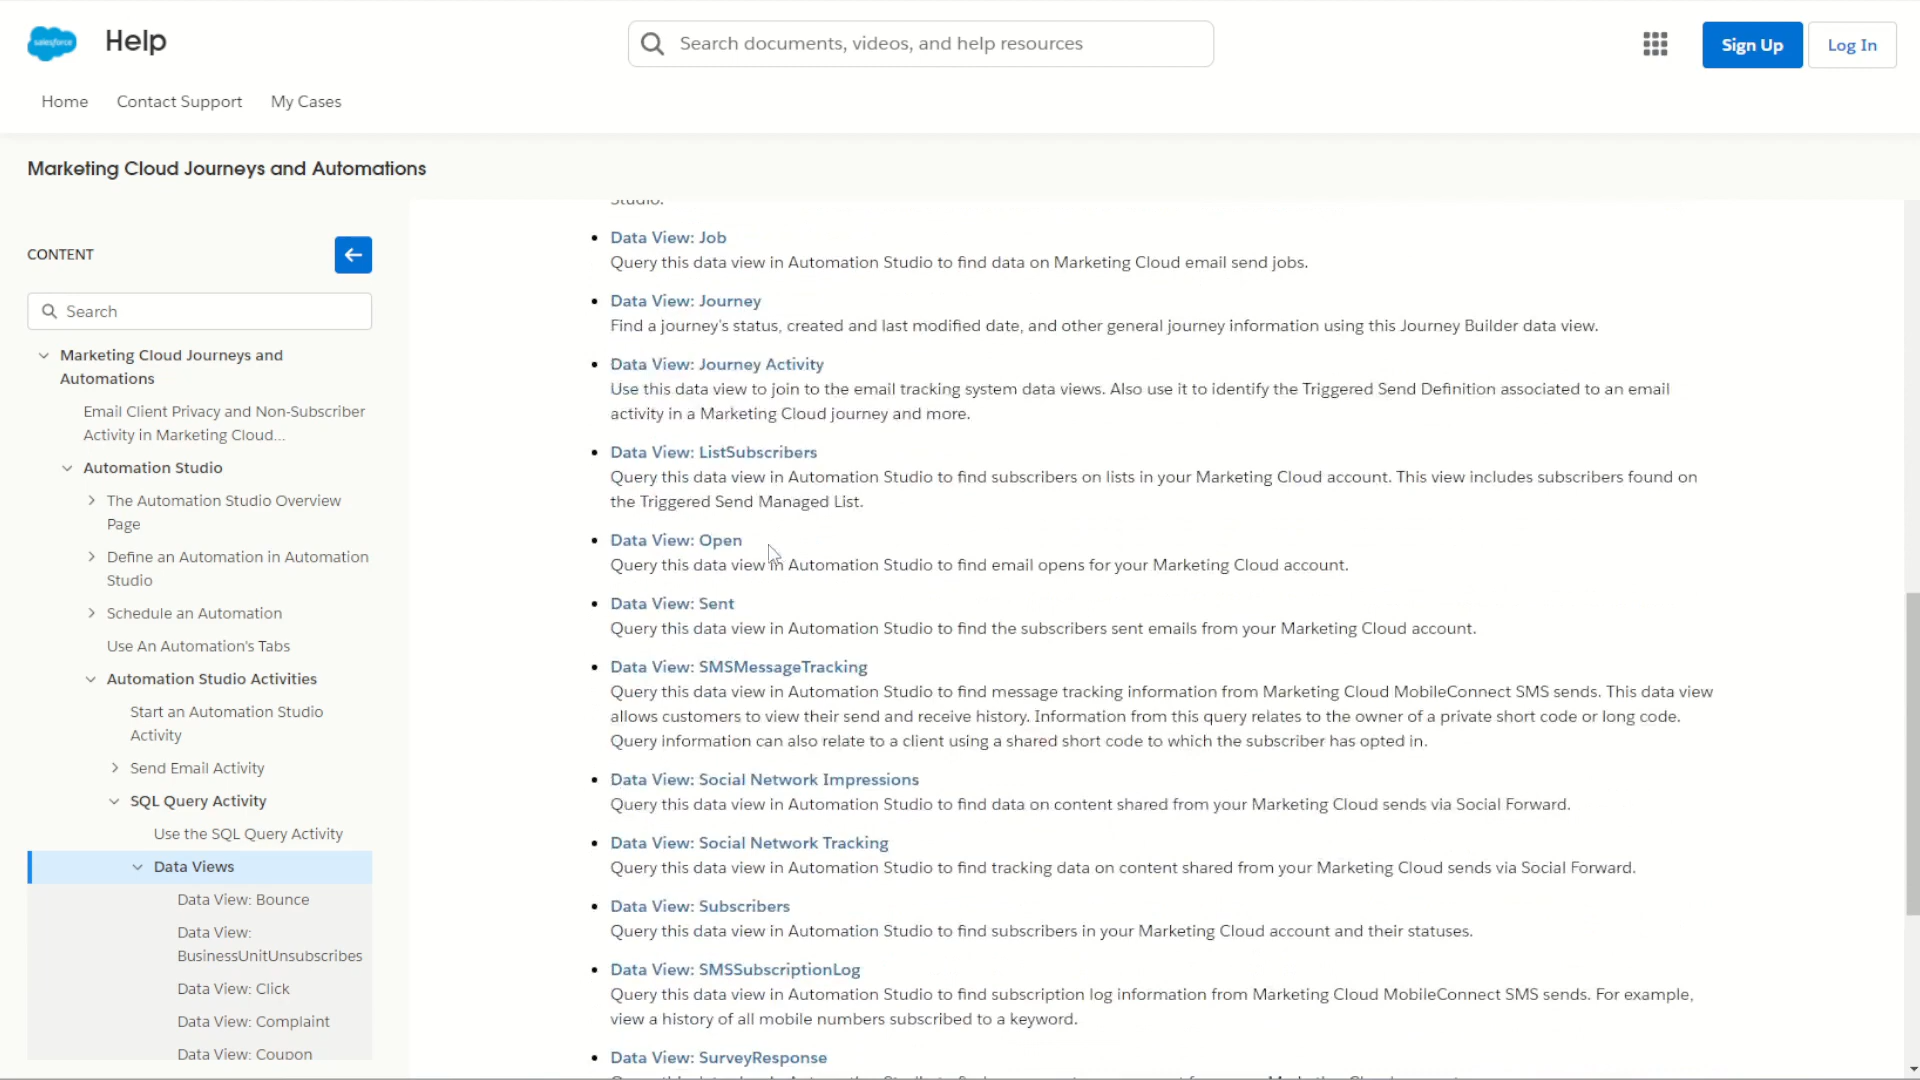 salesforce
Help
Search documents, videos, and help resources
Sign Up
Log In
Home
Contact Support
My Cases
Marketing Cloud Journeys and Automations
CONTENT
Search
Marketing Cloud Journeys and
Automations
Email Client Privacy and Non-Subscriber
Activity in Marketing Cloud...
Automation Studio
The Automation Studio Overview
Page
Define an Automation in Automation
Studio
Schedule an Automation
Use An Automation's Tabs
Automation Studio Activities
Start an Automation Studio
Activity
Send Email Activity
SQL Query Activity
Use the SQL Query Activity
Data Views
Data View: Bounce
Data View:
BusinessUnitUnsubscribes
Data View: Click
Data View: Complaint
Data View: Coupon
Studio.
Data View: Job
Query this data view in Automation Studio to find data on Marketing Cloud email send jobs.
Data View: Journey
Find a journey's status, created and last modified date, and other general journey information using this Journey Builder data view.
Data View: Journey Activity
Use this data view to join to the email tracking system data views. Also use it to identify the Triggered Send Definition associated to an email
activity in a Marketing Cloud journey and more.
Data View: ListSubscribers
Query this data view in Automation Studio to find subscribers on lists in your Marketing Cloud account. This view includes subscribers found on
the Triggered Send Managed List.
Data View: Open
Query this data view in Automation Studio to find email opens for your Marketing Cloud account.
Data View: Sent
Query this data view in Automation Studio to find the subscribers sent emails from your Marketing Cloud account.
Data View: SMSMessageTracking
Query this data view in Automation Studio to find message tracking information from Marketing Cloud MobileConnect SMS sends. This data view
allows customers to view their send and receive history. Information from this query relates to the owner of a private short code or long code.
Query information can also relate to a client using a shared short code to which the subscriber has opted in.
Data View: Social Network Impressions
Query this data view in Automation Studio to find data on content shared from your Marketing Cloud sends via Social Forward.
Data View: Social Network Tracking
Query this data view in Automation Studio to find tracking data on content shared from your Marketing Cloud sends via Social Forward.
Data View: Subscribers
Query this data view in Automation Studio to find subscribers in your Marketing Cloud account and their statuses.
Data View: SMSSubscriptionLog
Query this data view in Automation Studio to find subscription log information from Marketing Cloud MobileConnect SMS sends. For example,
view a history of all mobile numbers subscribed to a keyword.
Data View: SurveyResponse